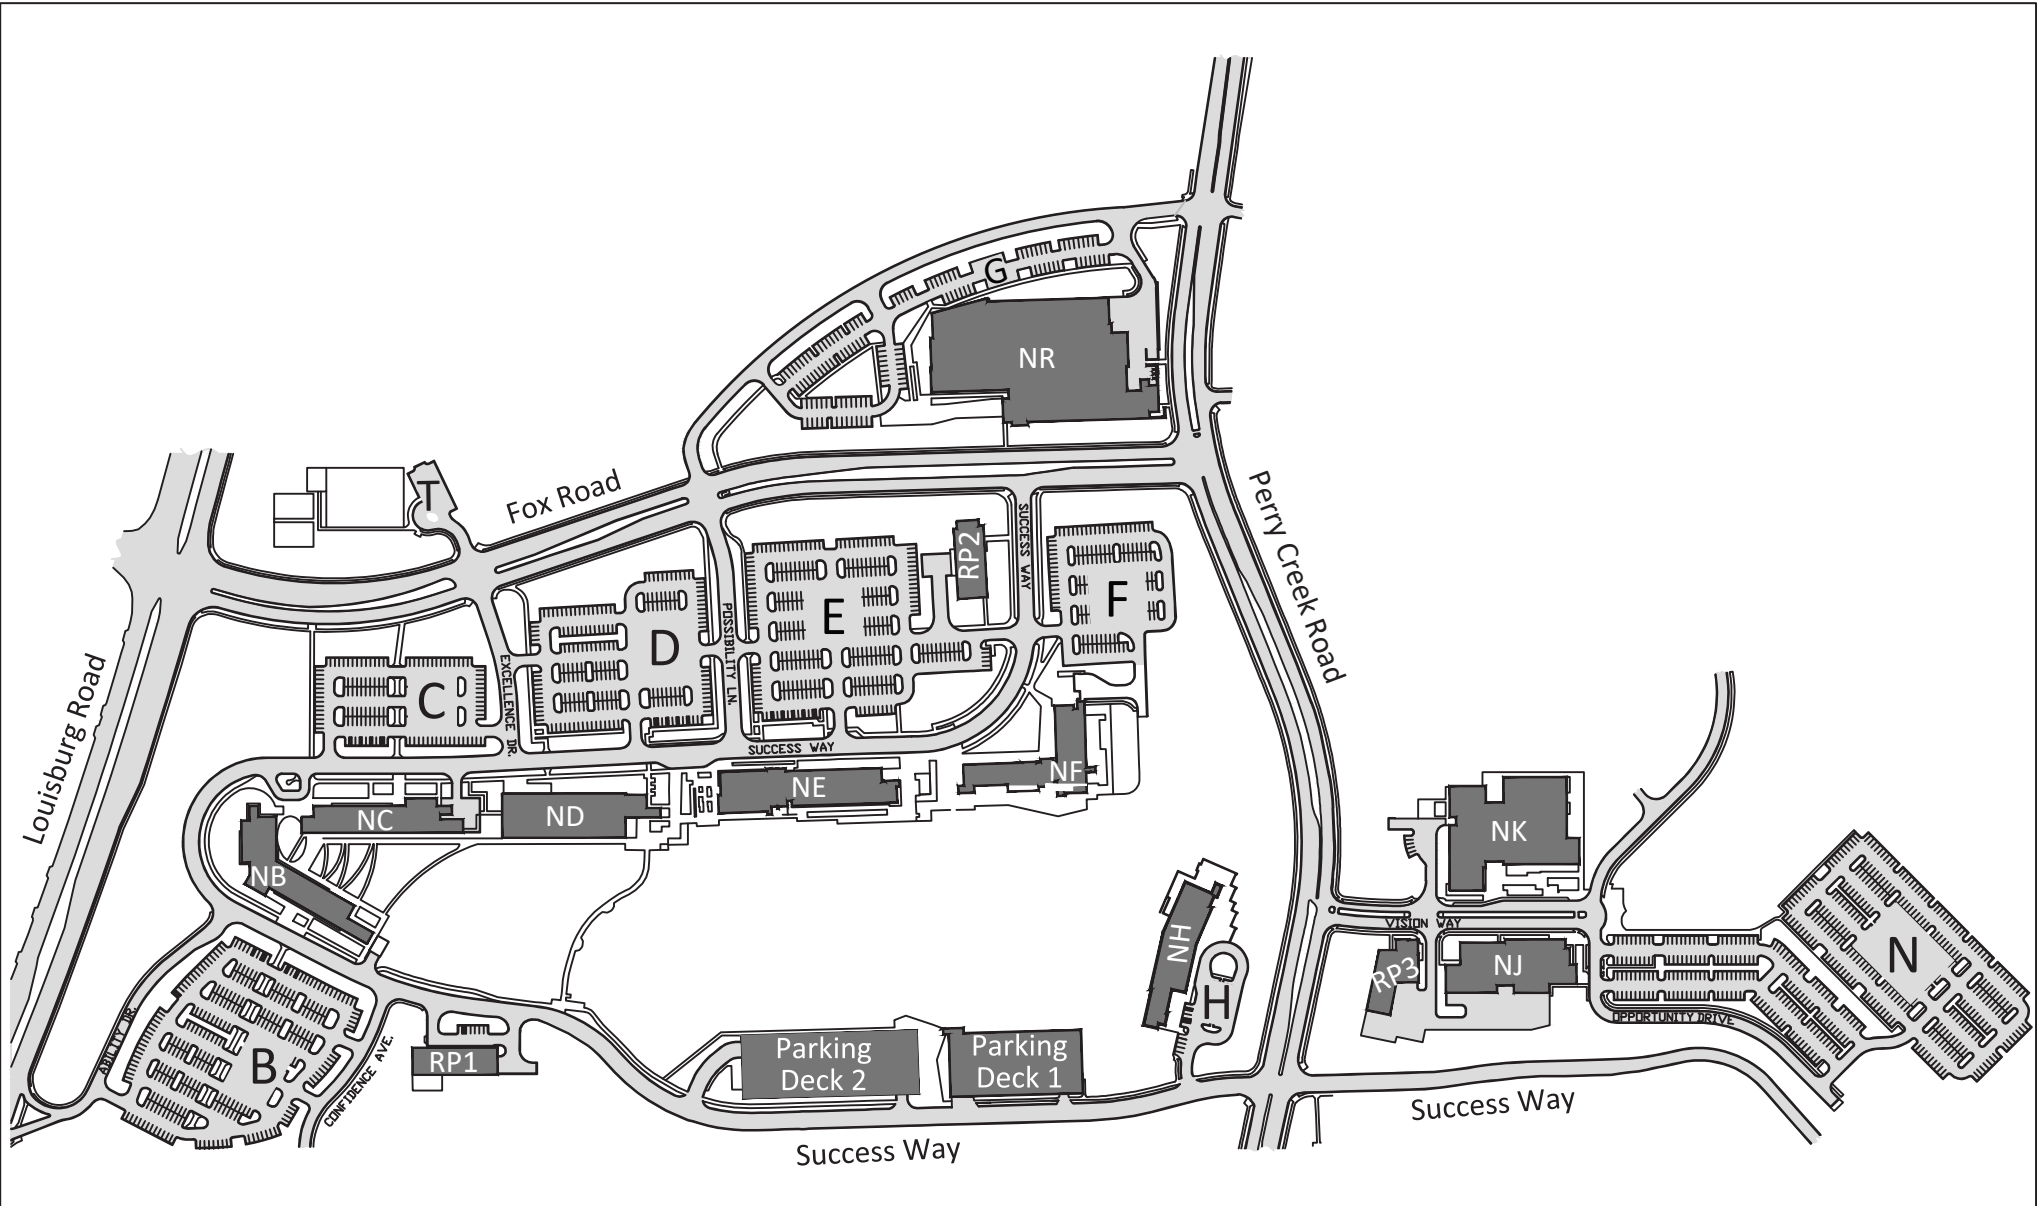 G
NR
T
Fox Road
SUCCESS WAY
RP2
Perry Creek Road
F
E
POSSIBILITY LN.
D
EXCELLENCE DR.
C
Louisburg Road
SUCCESS WAY
NF
NE
ND
NC
NB
NK
VISION WAY
NH
RP3
NJ
N
H
OPPORTUNITY DRIVE
ABILITY DR.
B
CONFIDENCE AVE.
RP1
Parking
Deck 2
Parking
Deck 1
Success Way
Success Way